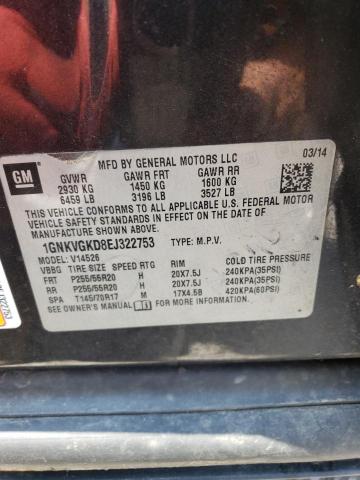 GM
MFD BY GENERAL MOTORS LLC
03/14
GVWR GAWR FRT GAWR RR
2930 KG 1450 KG 1600 KG
6459 LB 3196 LB 3527 LB
THIS VEHICLE CONFORMS TO ALL APPLICABLE U.S. FEDERAL MOTOR
VEHICLE SAFETY STANDARDS IN EFFECT ON THE DATE OF
MANUFACTURE SHOWN ABOVE.
1GNKVGKD8EJ322753 TYPE: M.P.V.
MODEL: V14526
VBBG TIRE SIZE SPEED RTG RIM COLD TIRE PRESSURE
FRT P255/55R20 H 20X7.5J 240KPA(35PSI)
RR P255/55R20 H 20X7.5J 240KPA(35PSI)
SPA T145/70R17 M 17X4.5B 420KPA(60PSI)
SEE OWNER'S MANUAL FOR MORE INFORMATION.